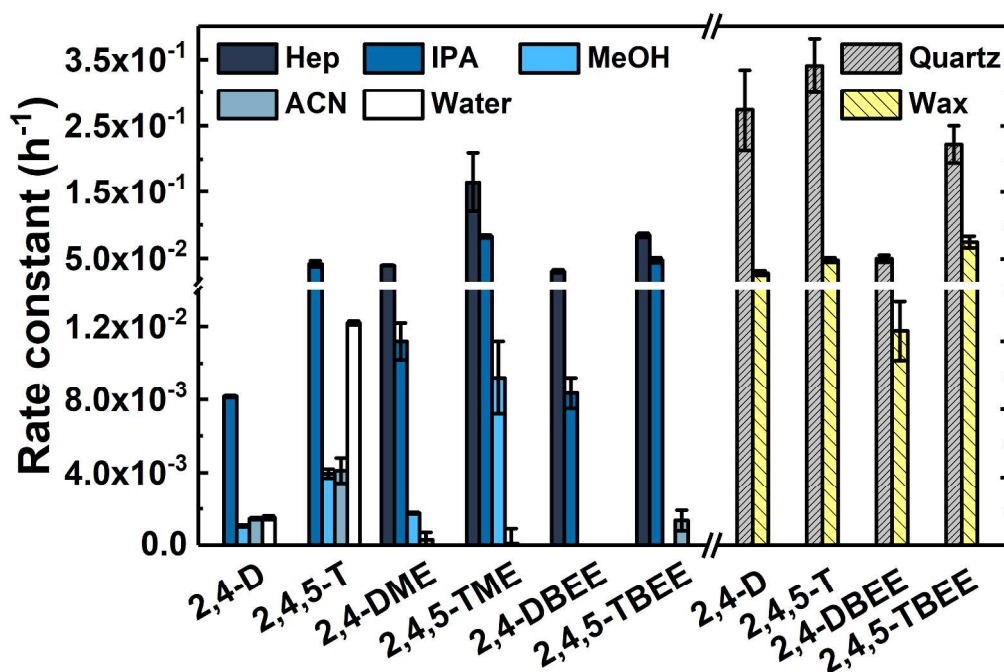 Rate constant (h⁻¹)
3.5x10⁻¹
2.5x10⁻¹
1.5x10⁻¹
5.0x10⁻²
1.2x10⁻²
8.0x10⁻³
4.0x10⁻³
0.0
Hep IPA MeOH
ACN Water
Quartz
Wax
2,4-D
2,4,5-T
2,4-DME
2,4,5-TME
2,4-DBEE
2,4,5-TBEE
2,4-D
2,4,5-T
2,4-DBEE
2,4,5-TBEE